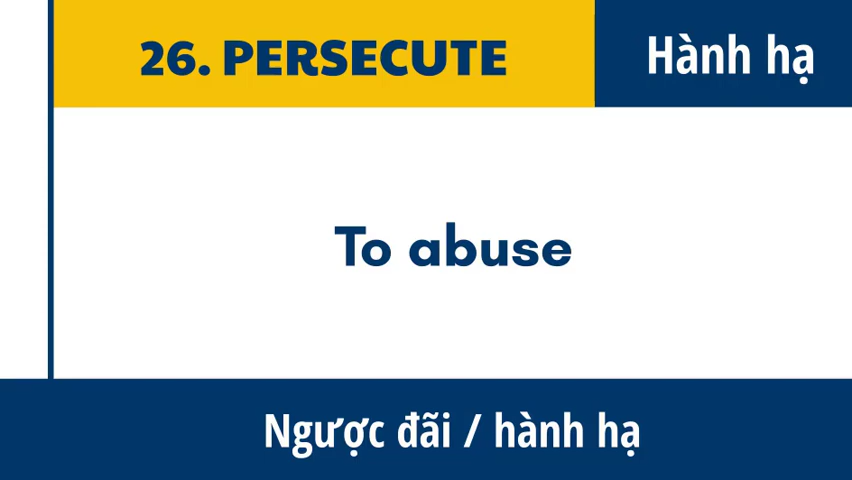 26. PERSECUTE
Hành hạ
To abuse
Ngược đãi / hành hạ